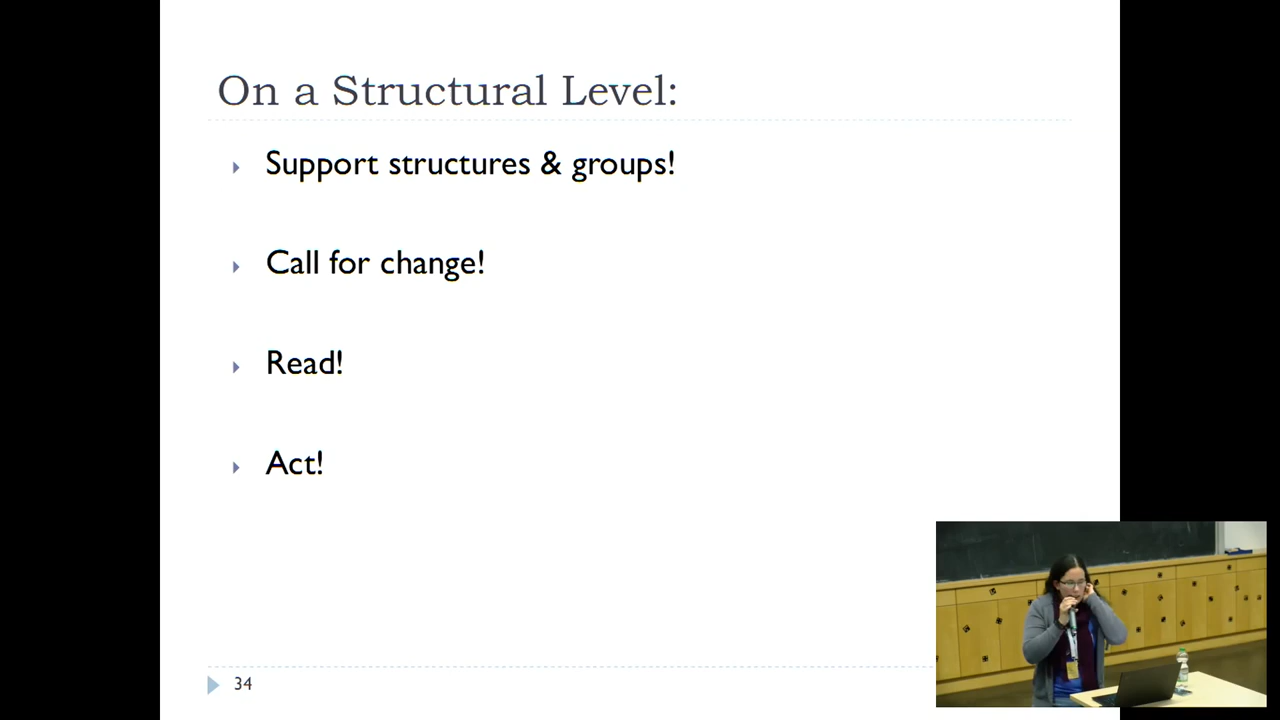 On a Structural Level:
Support structures & groups!
Call for change!
Read!
Act!
34